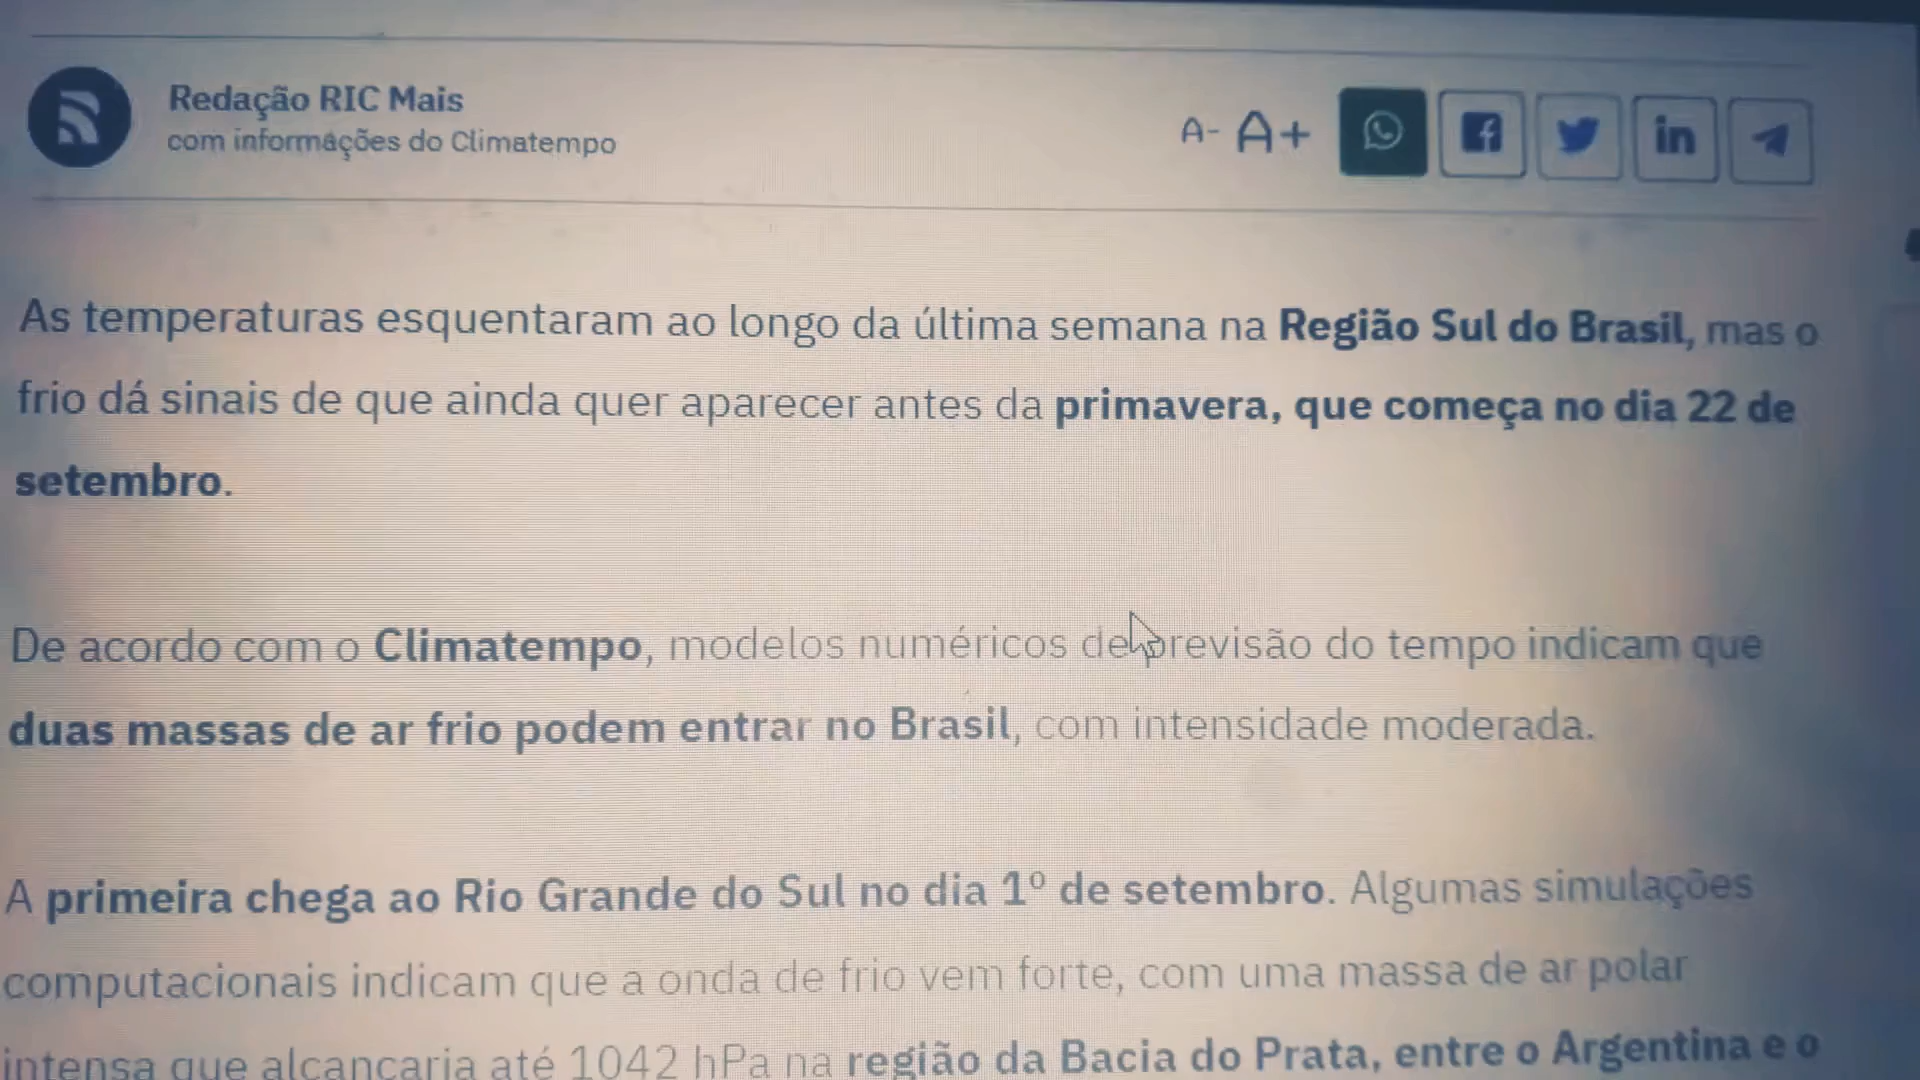 Redação RIC Mais
com informações do Climatempo
A- A+
in
As temperaturas esquentaram ao longo da última semana na Região Sul do Brasil, mas o
frio dá sinais de que ainda quer aparecer antes da primavera, que começa no dia 22 de
setembro.
De acordo com o Climatempo, modelos numéricos de previsão do tempo indicam que
duas massas de ar frio podem entrar no Brasil, com intensidade moderada.
A primeira chega ao Rio Grande do Sul no dia 1º de setembro. Algumas simulações
computacionais indicam que a onda de frio vem forte, com uma massa de ar polar
intensa que alcançaria até 1042 hPa na região da Bacia do Prata, entre o Argentina e o